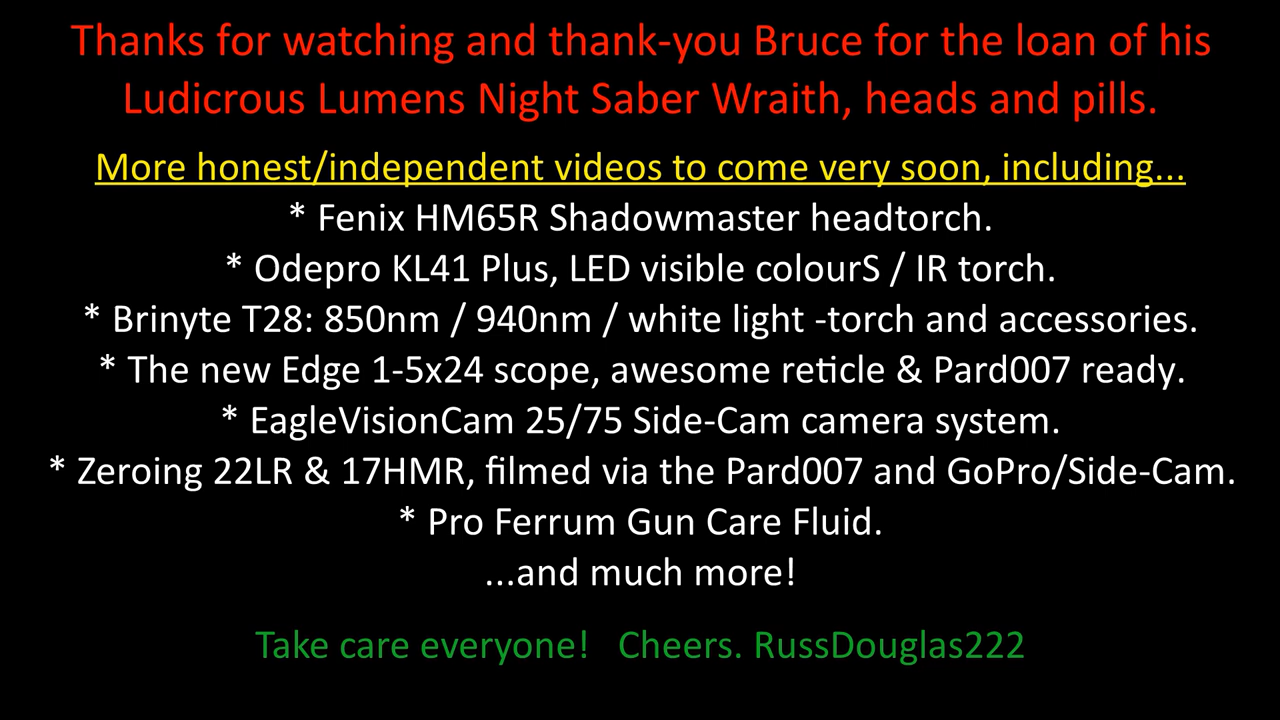 Thanks for watching and thank-you Bruce for the loan of his
Ludicrous Lumens Night Saber Wraith, heads and pills.
More honest/independent videos to come very soon, including...
* Fenix HM65R Shadowmaster headtorch.
* Odepro KL41 Plus, LED visible colourS / IR torch.
* Brinyte T28: 850nm / 940nm / white light -torch and accessories.
* The new Edge 1-5x24 scope, awesome reticle & Pard007 ready.
* EagleVisionCam 25/75 Side-Cam camera system.
* Zeroing 22LR & 17HMR, filmed via the Pard007 and GoPro/Side-Cam.
* Pro Ferrum Gun Care Fluid.
...and much more!
Take care everyone!   Cheers. RussDouglas222